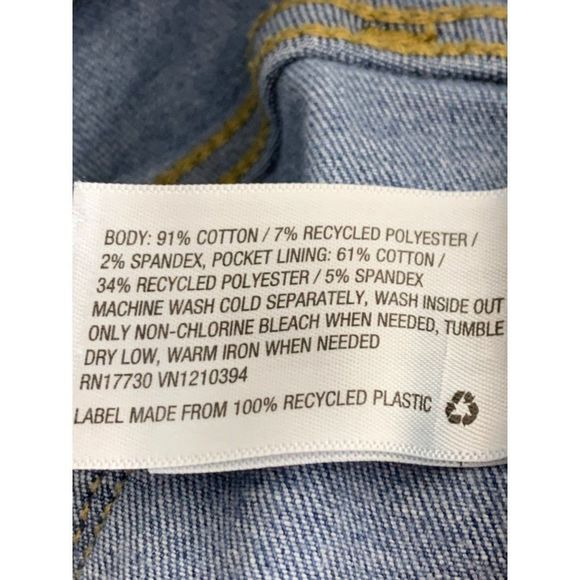 BODY: 91% COTTON / 7% RECYCLED POLYESTER /
2% SPANDEX, POCKET LINING: 61% COTTON /
34% RECYCLED POLYESTER / 5% SPANDEX
MACHINE WASH COLD SEPARATELY, WASH INSIDE OUT
ONLY NON-CHLORINE BLEACH WHEN NEEDED, TUMBLE
DRY LOW, WARM IRON WHEN NEEDED
RN17730 VN1210394
LABEL MADE FROM 100% RECYCLED PLASTIC